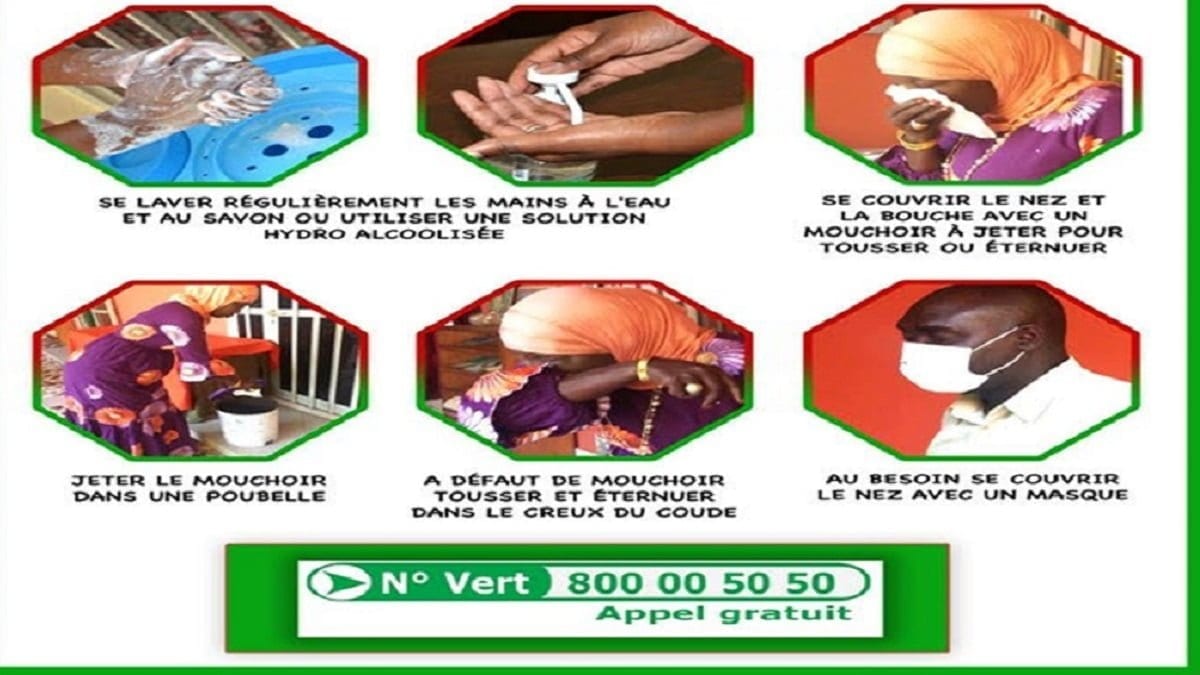 SE LAVER RÉGULIÈREMENT LES MAINS À L'EAU
ET AU SAVON OU UTILISER UNE SOLUTION
HYDRO ALCOOLISÉE
SE COUVRIR LE NEZ ET
LA BOUCHE AVEC UN
MOUCHOIR À JETER POUR
TOUSSER OU ÉTERNUER
JETER LE MOUCHOIR
DANS UNE POUBELLE
A DÉFAUT DE MOUCHOIR
TOUSSER ET ÉTERNUER
DANS LE CREUX DU COUDE
AU BESOIN SE COUVRIR
LE NEZ AVEC UN MASQUE
N° Vert 800 00 50 50
Appel gratuit